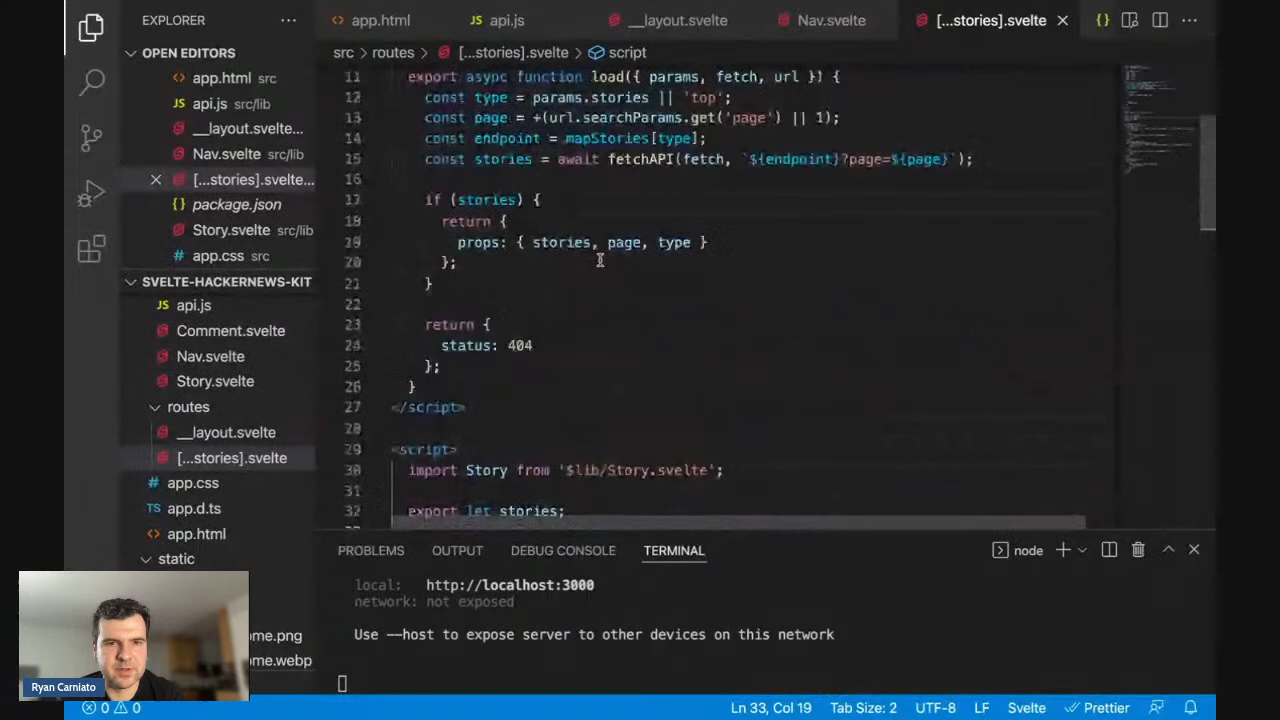 EXPLORER
app.html
api.js
__layout.svelte
Nav.svelte
[...stories].svelte
OPEN EDITORS
src
routes
[...stories].svelte
script
app.html src
api.js src/lib
__layout.svelte...
Nav.svelte src/lib
[...stories].svelte...
package.json
Story.svelte src/lib
app.css src
SVELTE-HACKERNEWS-KIT
api.js
Comment.svelte
Nav.svelte
Story.svelte
routes
__layout.svelte
[...stories].svelte
app.css
app.d.ts
app.html
static
ome.png
ome.webp
11 export async function load({ params, fetch, url }) {
12 const type = params.stories || 'top';
13 const page = +(url.searchParams.get('page') || 1);
14 const endpoint = mapStories[type];
15 const stories = await fetchAPI(fetch, `${endpoint}?page=${page}`);
16
17 if (stories) {
18 return {
19 props: { stories, page, type }
20 };
21 }
22
23 return {
24 status: 404
25 };
26 }
27 </script>
28
29 <script>
30 import Story from '$lib/Story.svelte';
31
32 export let stories;
PROBLEMS
OUTPUT
DEBUG CONSOLE
TERMINAL
node
local: http://localhost:3000
network: not exposed
Use --host to expose server to other devices on this network
Ryan Carniato
0 0
Ln 33, Col 19
Tab Size: 2
UTF-8
LF
Svelte
Prettier